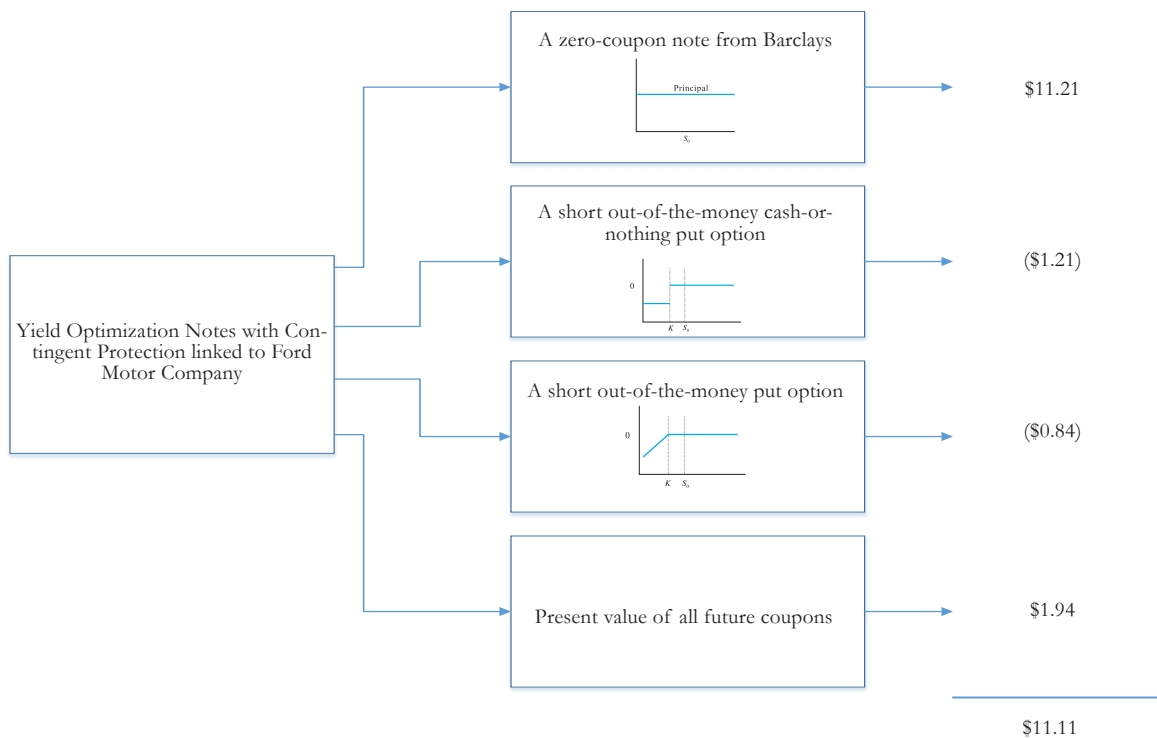 A zero-coupon note from Barclays
Principal
S₀
$11.21
A short out-of-the-money cash-or-
nothing put option
0
K
S₀
($1.21)
Yield Optimization Notes with Con-
tingent Protection linked to Ford
Motor Company
A short out-of-the-money put option
0
K
S₀
($0.84)
Present value of all future coupons
$1.94
$11.11